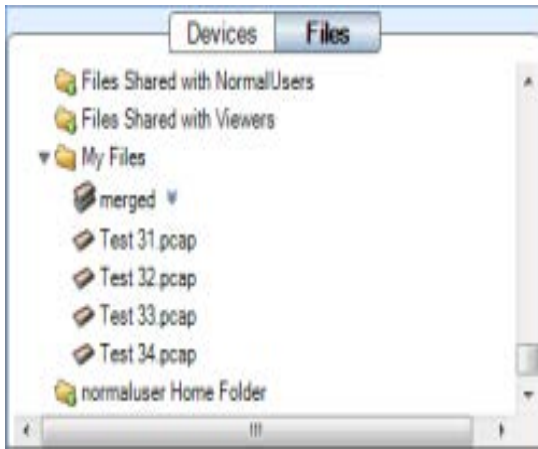 Devices Files
Files Shared with NormalUsers
Files Shared with Viewers
My Files
merged
Test 31.pcap
Test 32.pcap
Test 33.pcap
Test 34.pcap
normaluser Home Folder